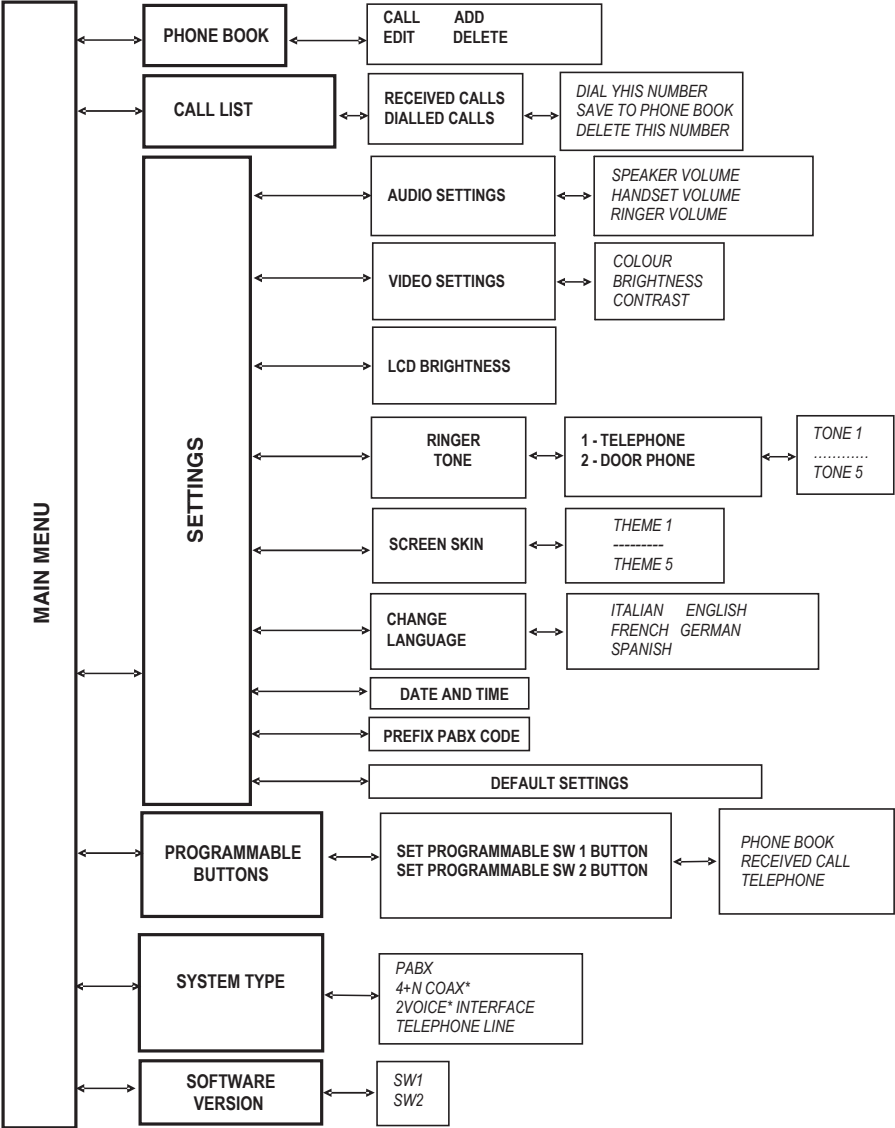 MAIN MENU
PHONE BOOK
CALL ADD
EDIT DELETE
CALL LIST
RECEIVED CALLS
DIALLED CALLS
DIAL YHIS NUMBER
SAVE TO PHONE BOOK
DELETE THIS NUMBER
SETTINGS
AUDIO SETTINGS
SPEAKER VOLUME
HANDSET VOLUME
RINGER VOLUME
VIDEO SETTINGS
COLOUR
BRIGHTNESS
CONTRAST
LCD BRIGHTNESS
RINGER
TONE
1 - TELEPHONE
2 - DOOR PHONE
TONE 1
............
TONE 5
SCREEN SKIN
THEME 1
---------
THEME 5
CHANGE
LANGUAGE
ITALIAN ENGLISH
FRENCH GERMAN
SPANISH
DATE AND TIME
PREFIX PABX CODE
DEFAULT SETTINGS
PROGRAMMABLE
BUTTONS
SET PROGRAMMABLE SW 1 BUTTON
SET PROGRAMMABLE SW 2 BUTTON
PHONE BOOK
RECEIVED CALL
TELEPHONE
SYSTEM TYPE
PABX
4+N COAX*
2VOICE* INTERFACE
TELEPHONE LINE
SOFTWARE
VERSION
SW1
SW2